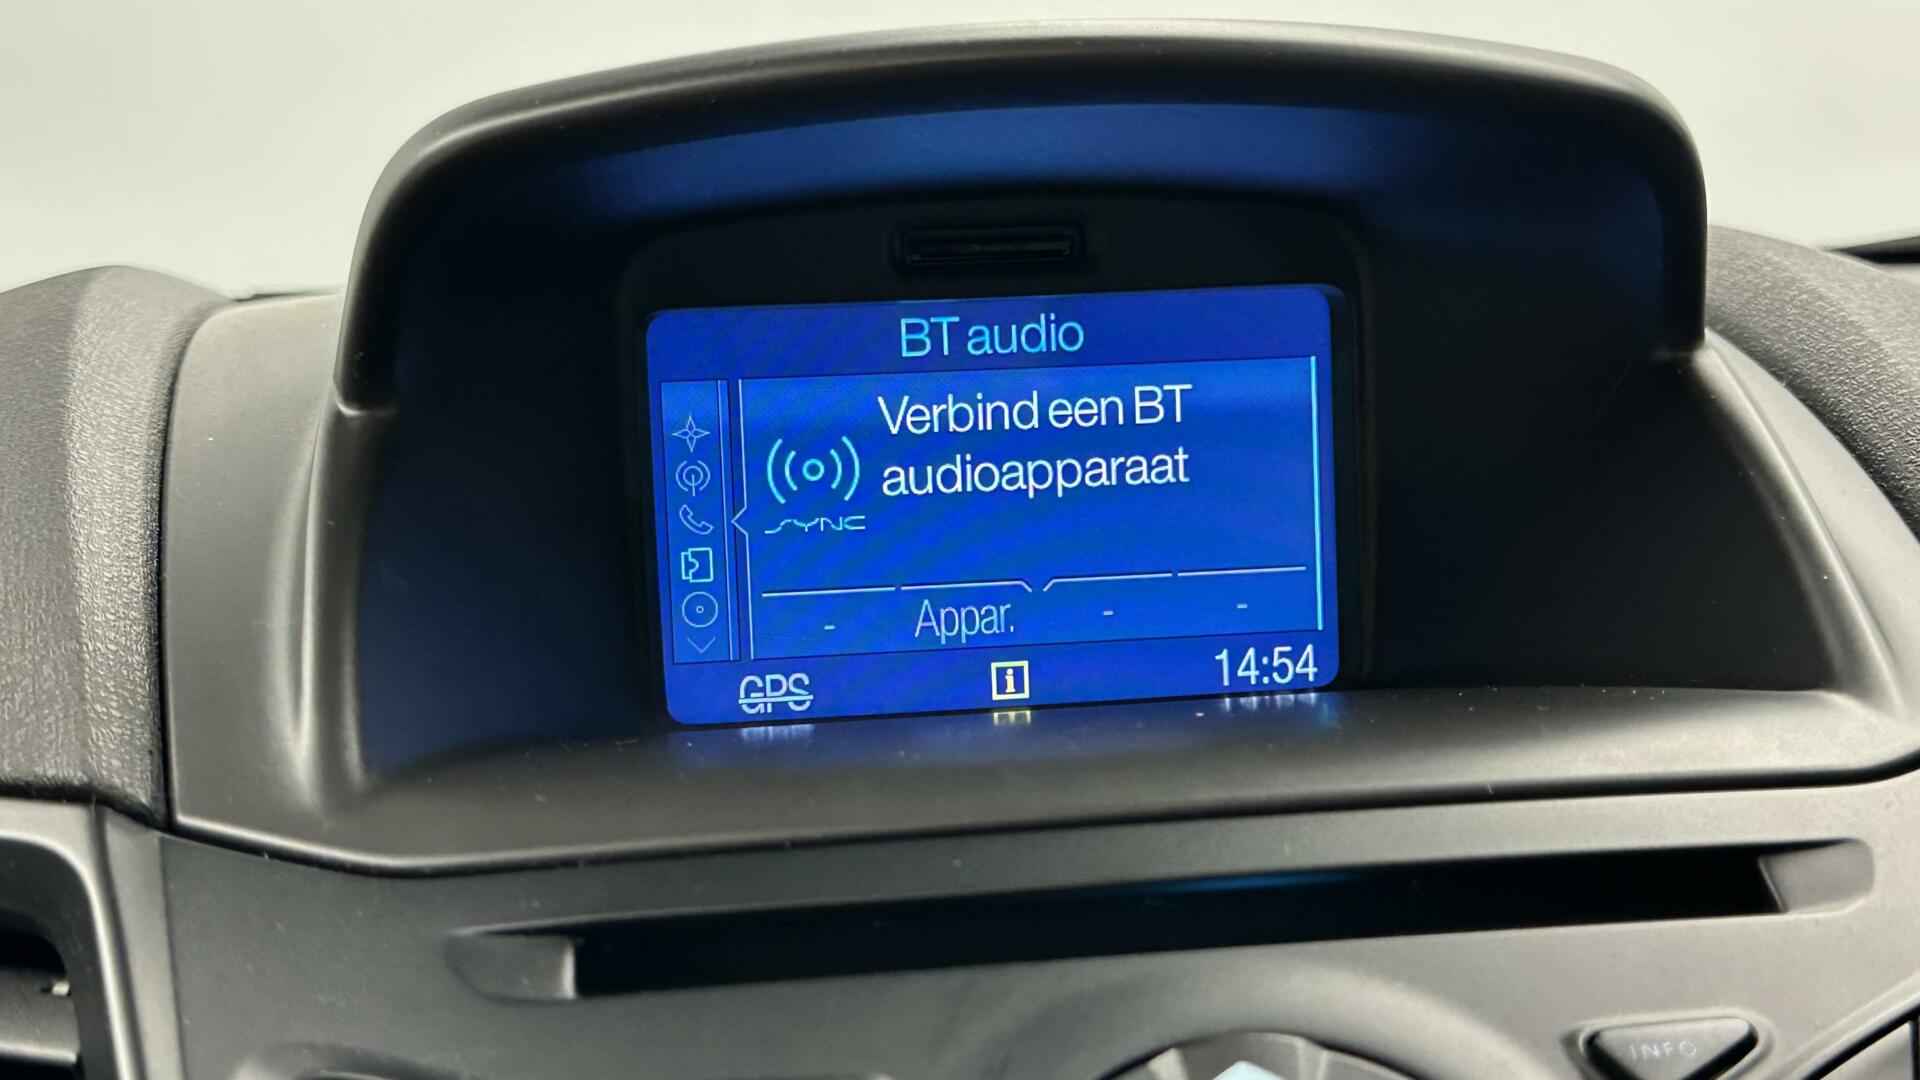 BT audio
Verbind een BT
audioapparaat
SYNC
- Appar. - -
GPS i 14:54
INFO